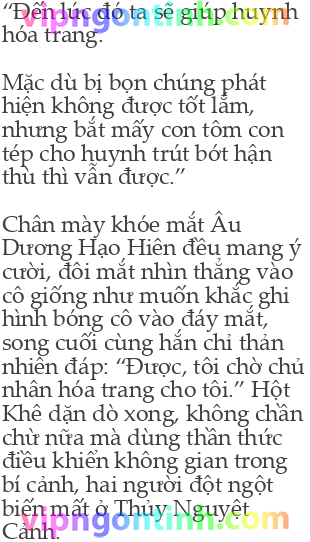 “Đến lúc đó ta sẽ giúp huynh
vipngontinh.com
hóa trang.
Mặc dù bị bọn chúng phát
hiện không được tốt lắm,
nhưng bắt mấy con tôm con
tép cho huynh trút bớt hận
thù thì vẫn được.”
Chân mày khóe mắt Âu
Dương Hạo Hiên đều mang ý
cười, đôi mắt nhìn thẳng vào
cô giống như muốn khắc ghi
hình bóng cô vào đáy mắt,
song cuối cùng hắn chỉ thản
nhiên đáp: “Được, tôi chờ chủ
nhân hóa trang cho tôi.” Hột
Khê dặn dò xong, không chần
chừ nữa mà dùng thần thức
điều khiển không gian trong
bí cảnh, hai người đột ngột
biến mất ở Thủy Nguyệt
vipngontinh.com
Cảnh.